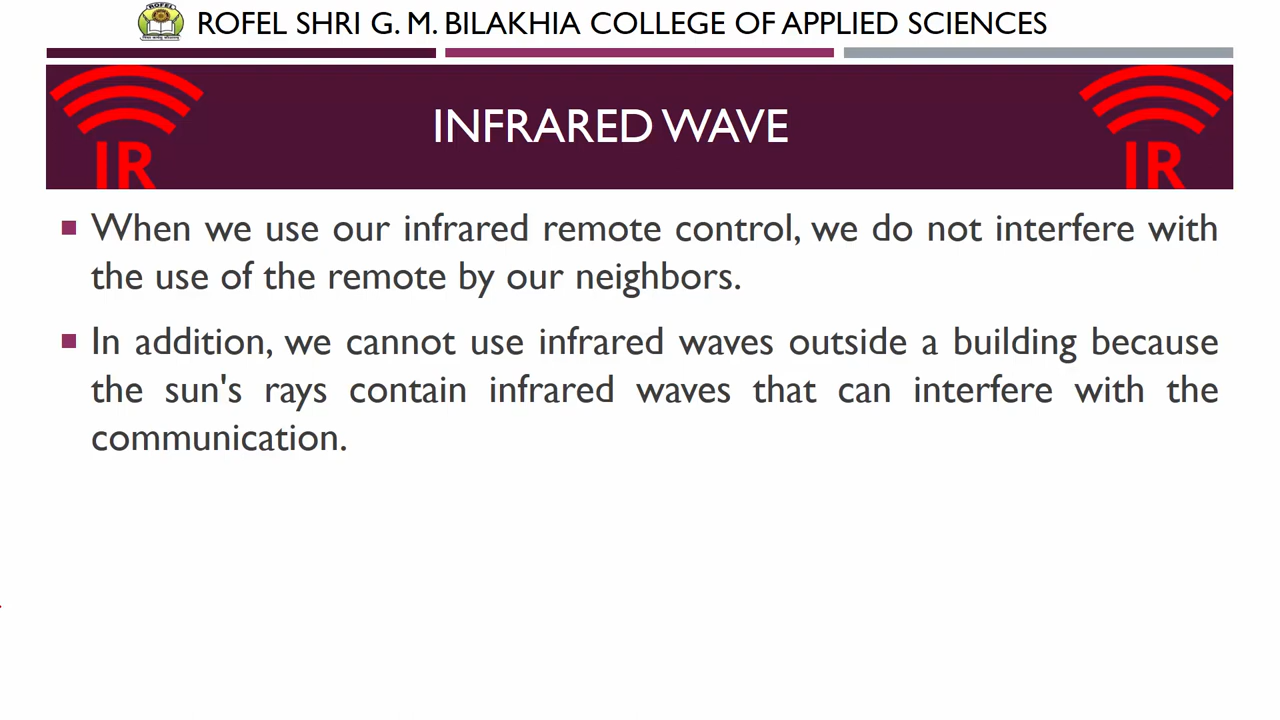 ROFEL
ROFEL SHRI G. M. BILAKHIA COLLEGE OF APPLIED SCIENCES
IR
INFRARED WAVE
IR
When we use our infrared remote control, we do not interfere with
the use of the remote by our neighbors.
In addition, we cannot use infrared waves outside a building because
the sun's rays contain infrared waves that can interfere with the
communication.